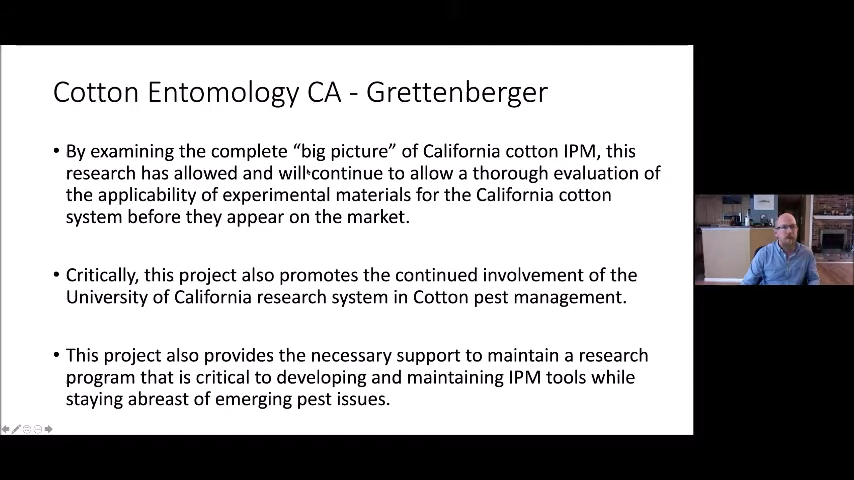 Cotton Entomology CA - Grettenberger
• By examining the complete “big picture” of California cotton IPM, this
research has allowed and will continue to allow a thorough evaluation of
the applicability of experimental materials for the California cotton
system before they appear on the market.
• Critically, this project also promotes the continued involvement of the
University of California research system in Cotton pest management.
• This project also provides the necessary support to maintain a research
program that is critical to developing and maintaining IPM tools while
staying abreast of emerging pest issues.